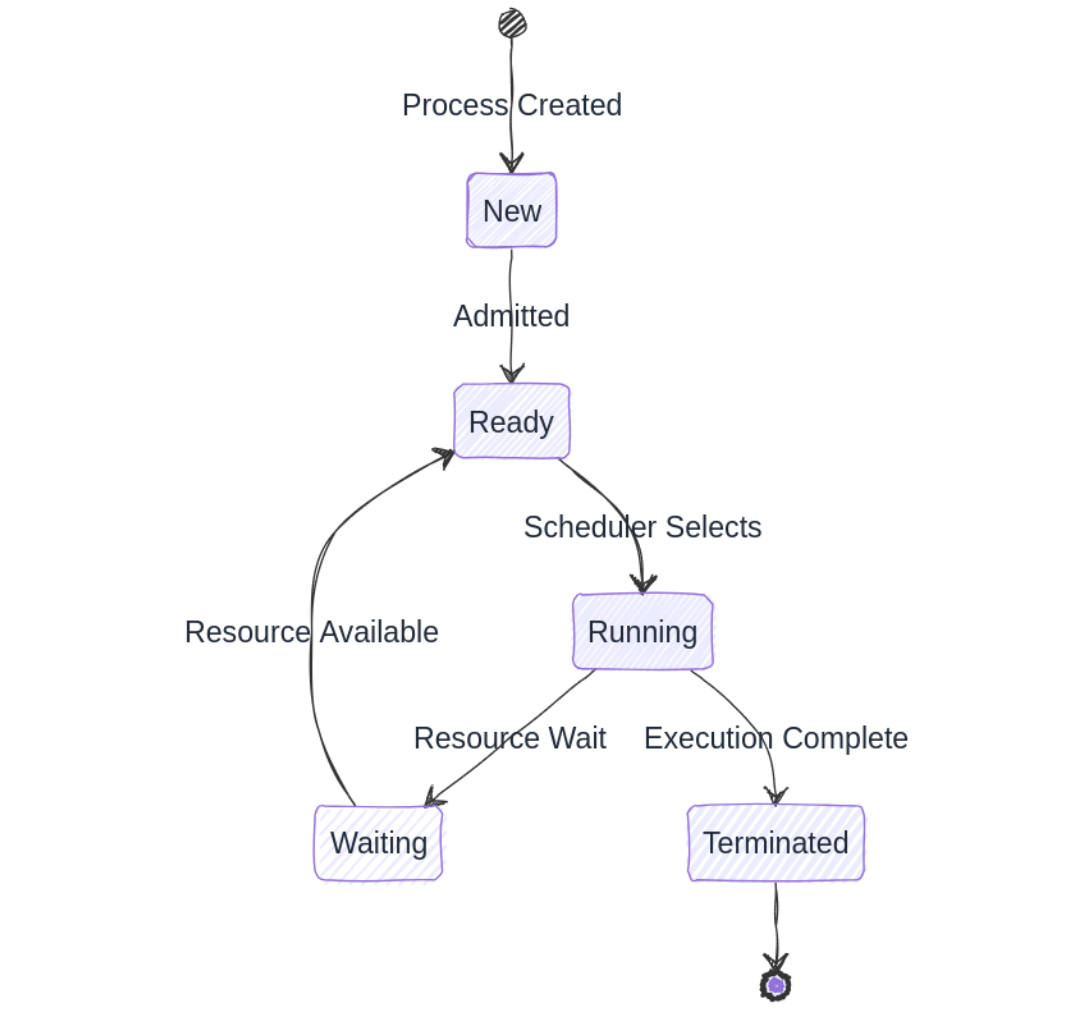 Process Created
New
Admitted
Ready
Scheduler Selects
Resource Available
Running
Resource Wait
Execution Complete
Waiting
Terminated